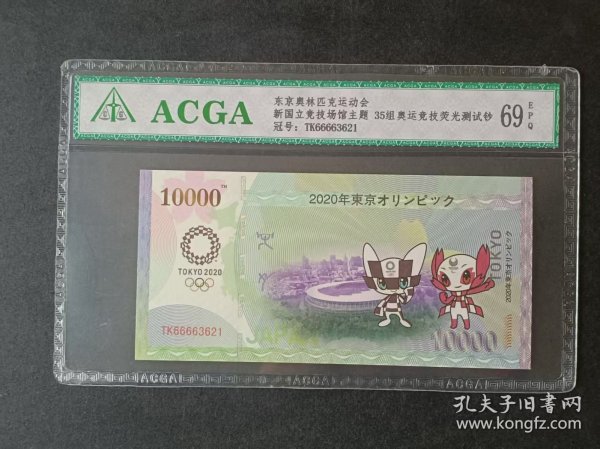 ACGA
东京奥林匹克运动会
新国立竞技场馆主题 35组奥运竞技荧光测试钞
冠号: TK66663621
69
EPQ
10000™
2020年東京オリンピック
TOKYO 2020
TK66663621
TOKYO
2020年東京オリンピック
10000
ACGA
孔夫子旧書网
www.kongfz.com